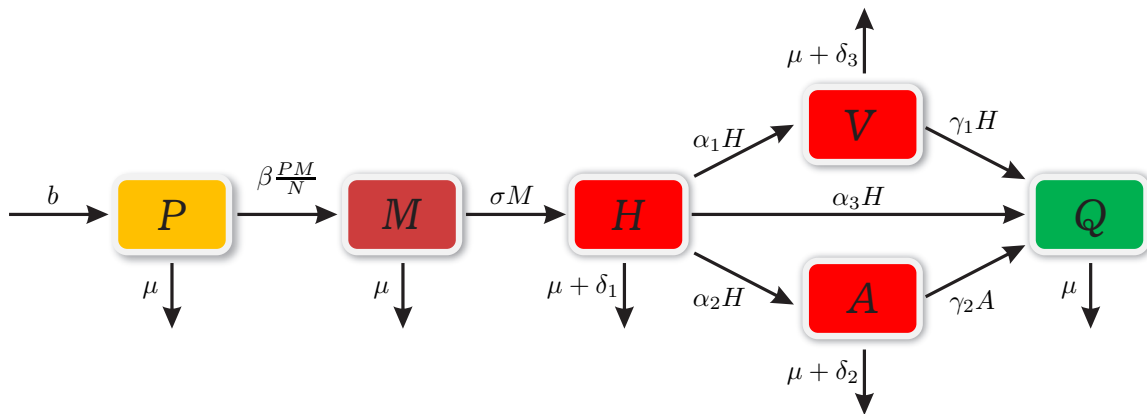 μ + δ₃
V
α₁H
γ₁H
b
P
β PM/N
M
σM
H
α₃H
Q
μ
μ
μ + δ₁
α₂H
A
γ₂A
μ
μ + δ₂